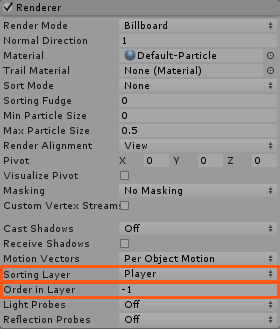 Renderer
Render Mode Billboard
Normal Direction 1
Material Default-Particle
Trail Material None (Material)
Sort Mode None
Sorting Fudge 0
Min Particle Size 0
Max Particle Size 0.5
Render Alignment View
Pivot X 0 Y 0 Z 0
Visualize Pivot
Masking No Masking
Custom Vertex Streams
Cast Shadows Off
Receive Shadows
Motion Vectors Per Object Motion
Sorting Layer Player
Order in Layer -1
Light Probes Off
Reflection Probes Off